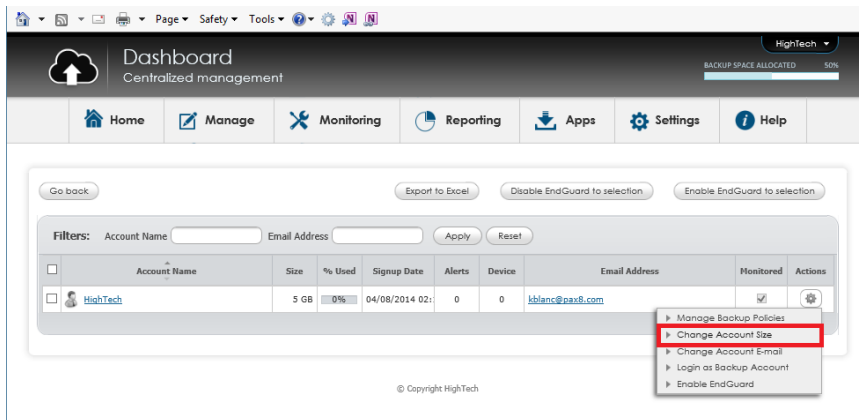 Page Safety Tools
HighTech
Dashboard
Centralized management
BACKUP SPACE ALLOCATED 50%
Home Manage Monitoring Reporting Apps Settings Help
Go back Export to Excel Disable EndGuard to selection Enable EndGuard to selection
Filters: Account Name Email Address Apply Reset
Account Name Size % Used Signup Date Alerts Device Email Address Monitored Actions
HighTech 5 GB 0% 04/08/2014 02: 0 0 kblanc@pax8.com
Manage Backup Policies
Change Account Size
Change Account E-mail
Login as Backup Account
Enable EndGuard
© Copyright HighTech